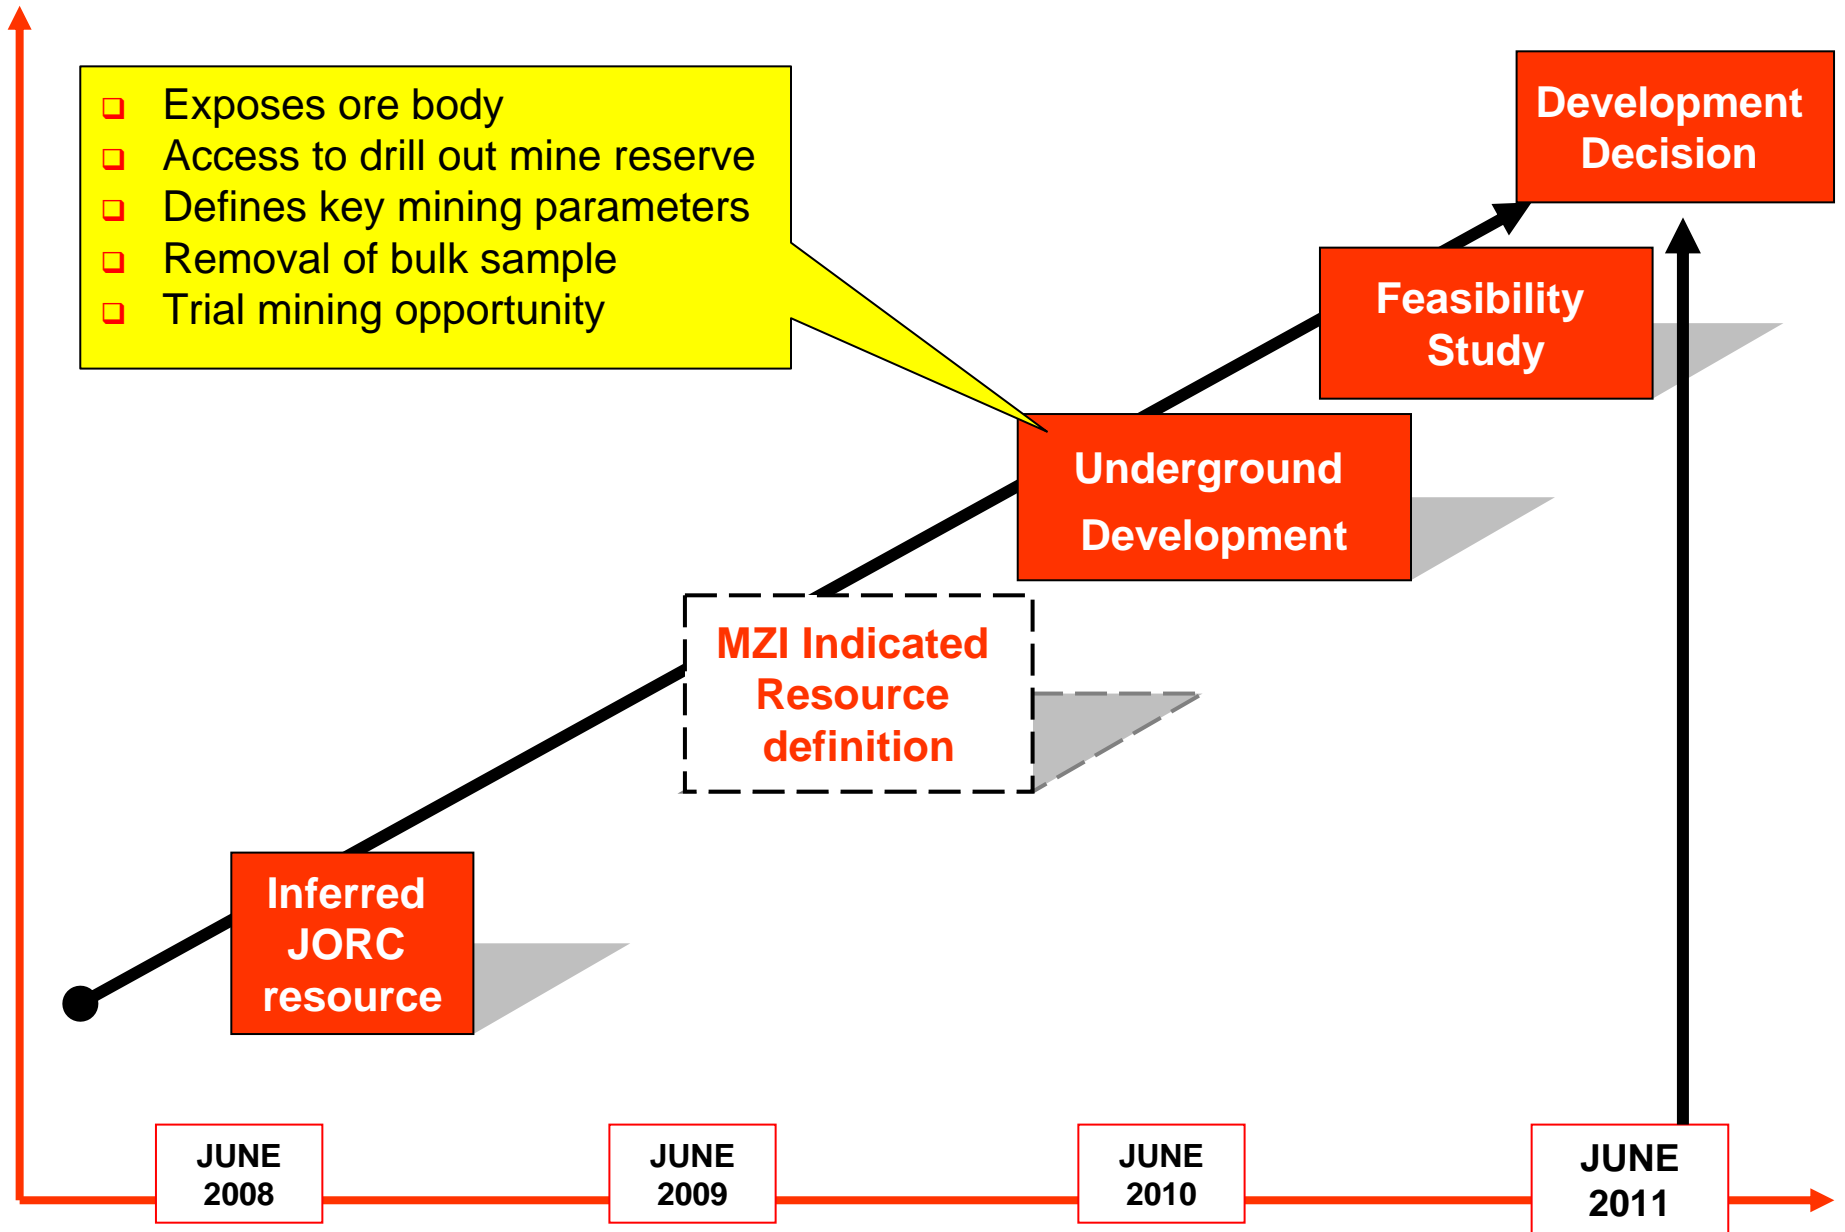 Exposes ore body
Access to drill out mine reserve
Defines key mining parameters
Removal of bulk sample
Trial mining opportunity
Development
Decision
Feasibility
Study
Underground
Development
MZI Indicated
Resource
definition
Inferred
JORC
resource
JUNE
2008
JUNE
2009
JUNE
2010
JUNE
2011